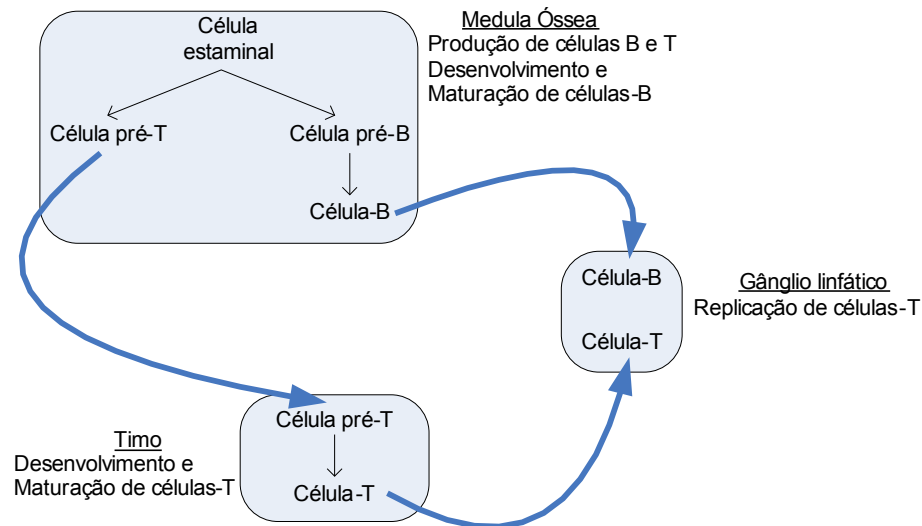 Célula
estaminal
Célula pré-T
Célula pré-B
Célula-B
Medula Óssea
Produção de células B e T
Desenvolvimento e
Maturação de células-B
Célula-B
Célula-T
Gânglio linfático
Replicação de células-T
Timo
Desenvolvimento e
Maturação de células-T
Célula pré-T
Célula-T